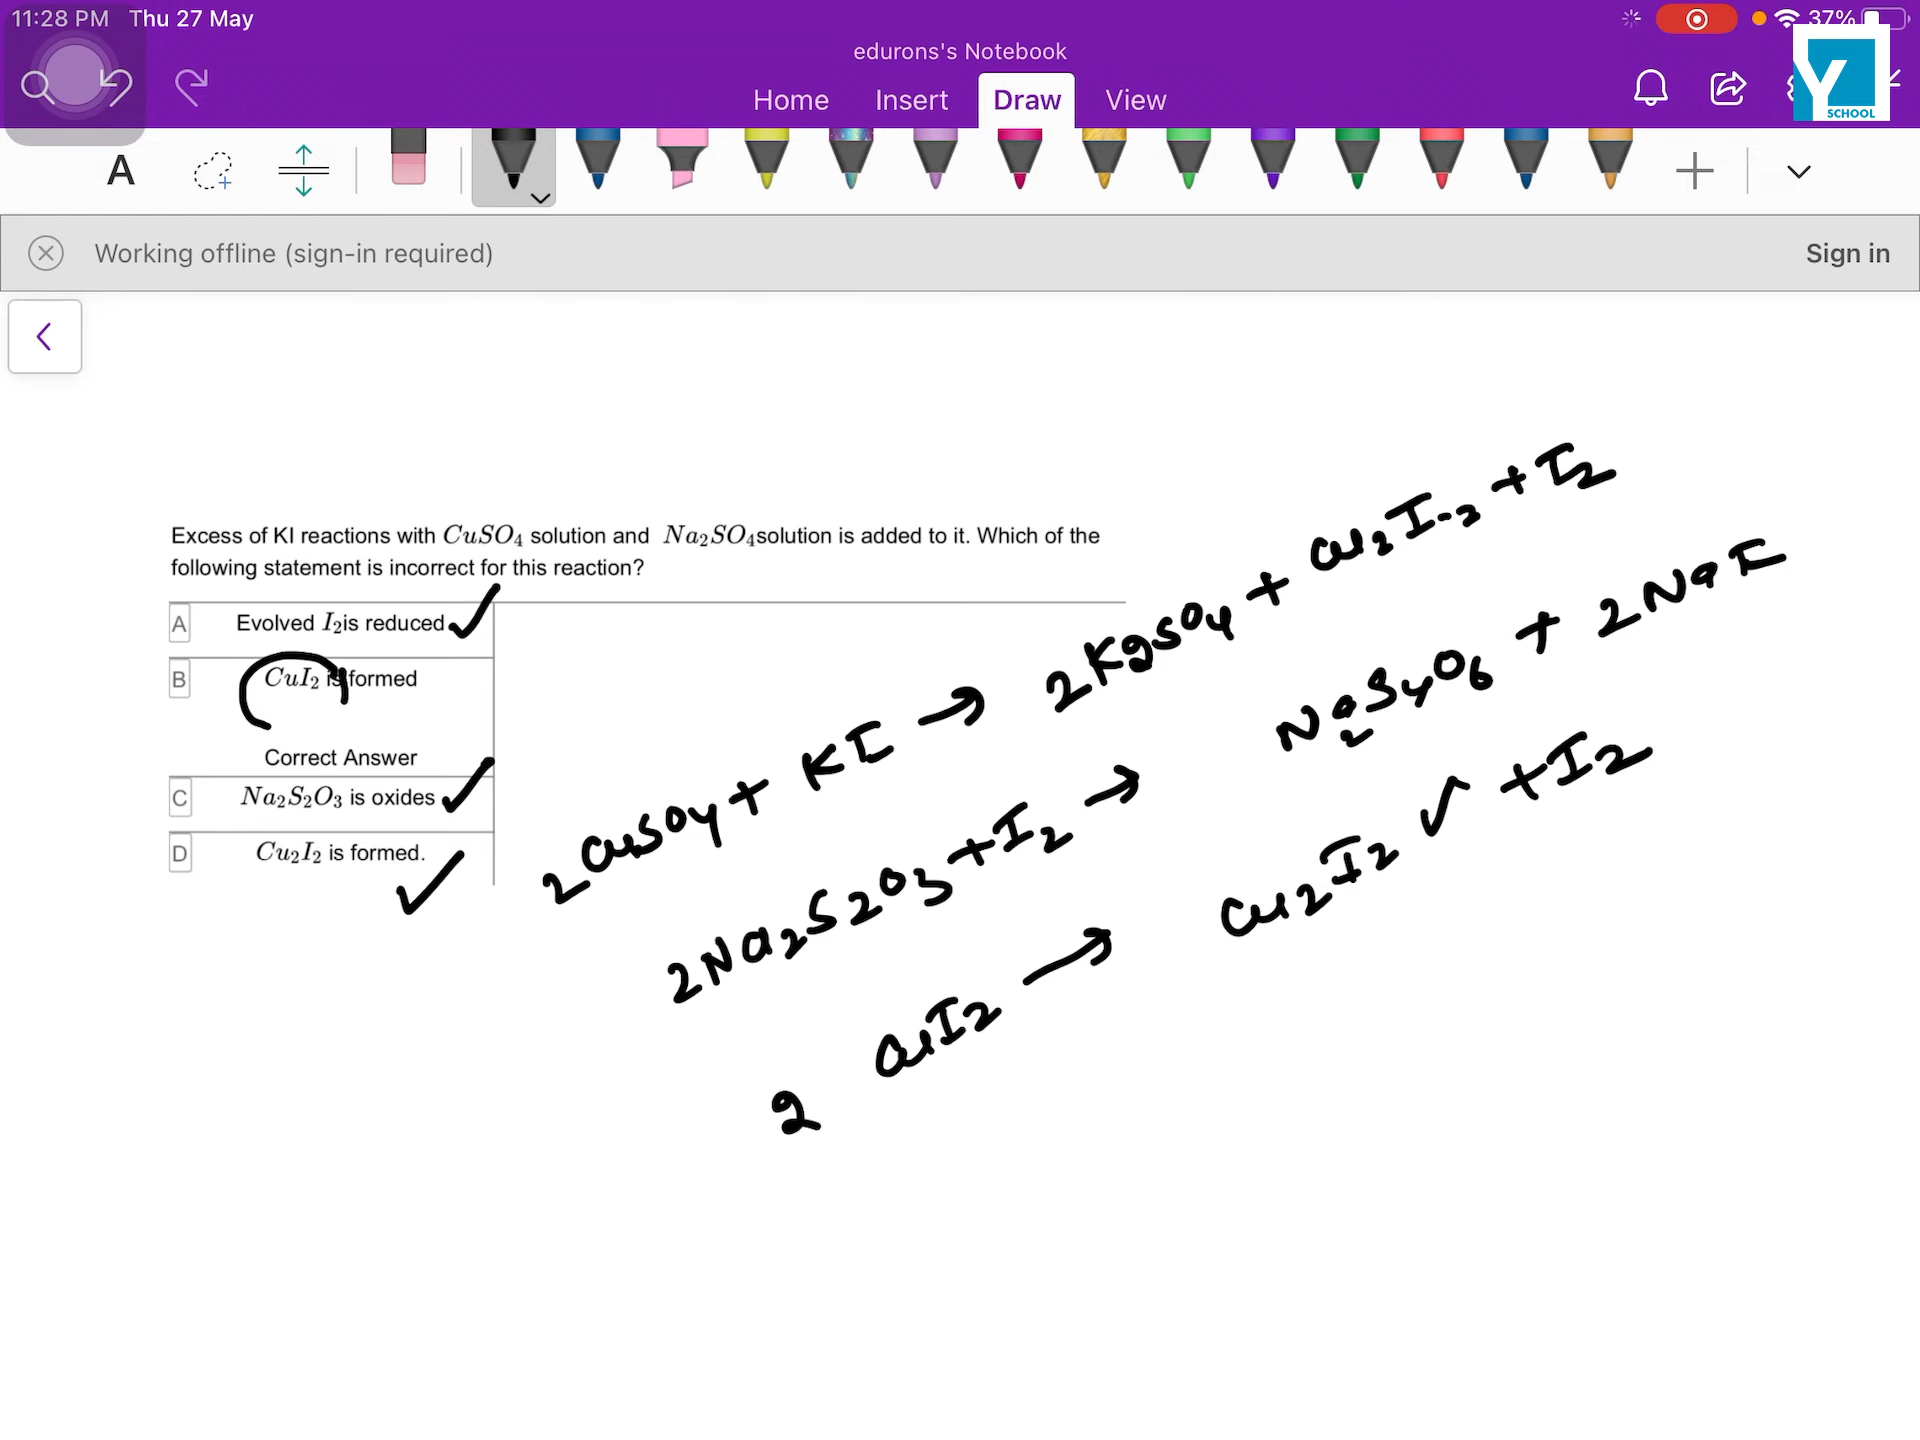 11:28 PM Thu 27 May 37%
edurons's Notebook
Home Insert Draw View
Y SCHOOL
A
Working offline (sign-in required) Sign in
Excess of KI reactions with CuSO4 solution and Na2SO4solution is added to it. Which of the
following statement is incorrect for this reaction?
A Evolved I2is reduced
B CuI2 is formed
Correct Answer
C Na2S2O3 is oxides
D Cu2I2 is formed.
2CuSO4 + KI → 2K2SO4 + Cu2I-2 + I2
2Na2S2O3 + I2 → Na2S4O6 + 2NaI
2 CuI2 → Cu2I2 ✓ + I2